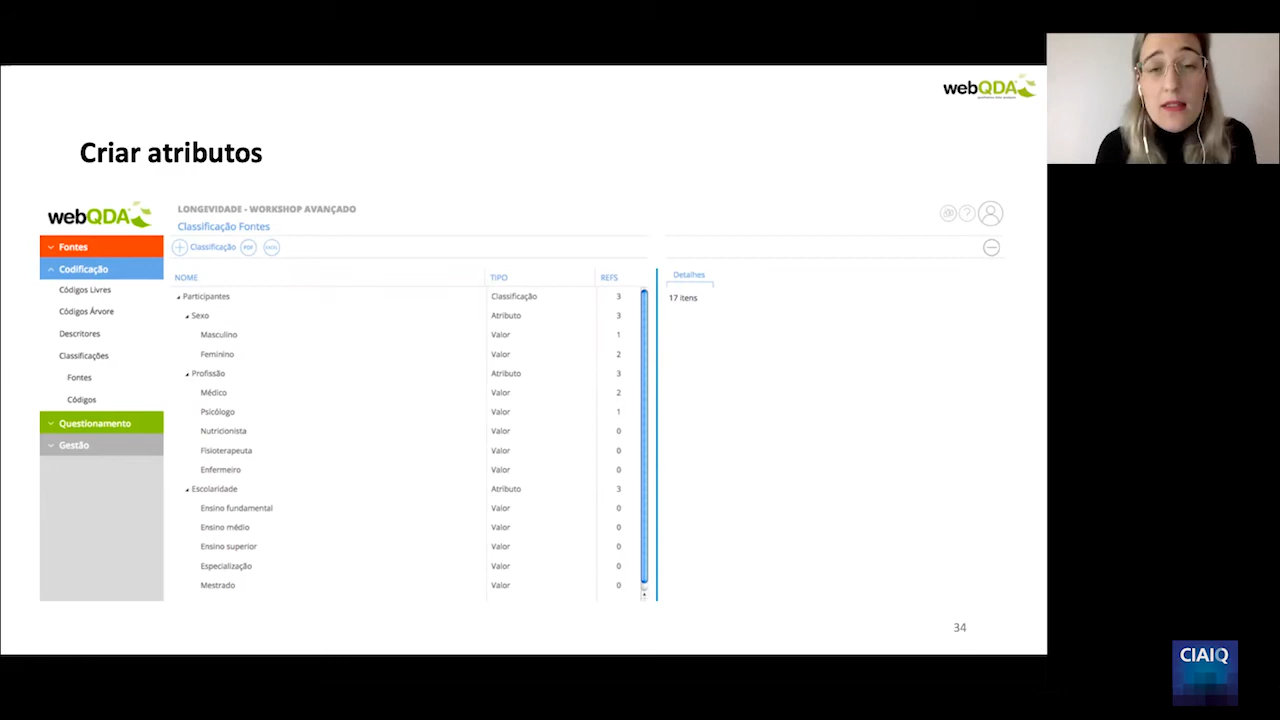 webQDA
Criar atributos
webQDA
LONGEVIDADE - WORKSHOP AVANÇADO
Classificação Fontes
?
Fontes
Classificação PDF EXCEL
Codificação
Códigos Livres
Códigos Árvore
Descritores
Classificações
Fontes
Códigos
Questionamento
Gestão
NOME TIPO REFS
Participantes Classificação 3
Sexo Atributo 3
Masculino Valor 1
Feminino Valor 2
Profissão Atributo 3
Médico Valor 2
Psicólogo Valor 1
Nutricionista Valor 0
Fisioterapeuta Valor 0
Enfermeiro Valor 0
Escolaridade Atributo 3
Ensino fundamental Valor 0
Ensino médio Valor 0
Ensino superior Valor 0
Especialização Valor 0
Mestrado Valor 0
Detalhes
17 itens
34
CIAIQ